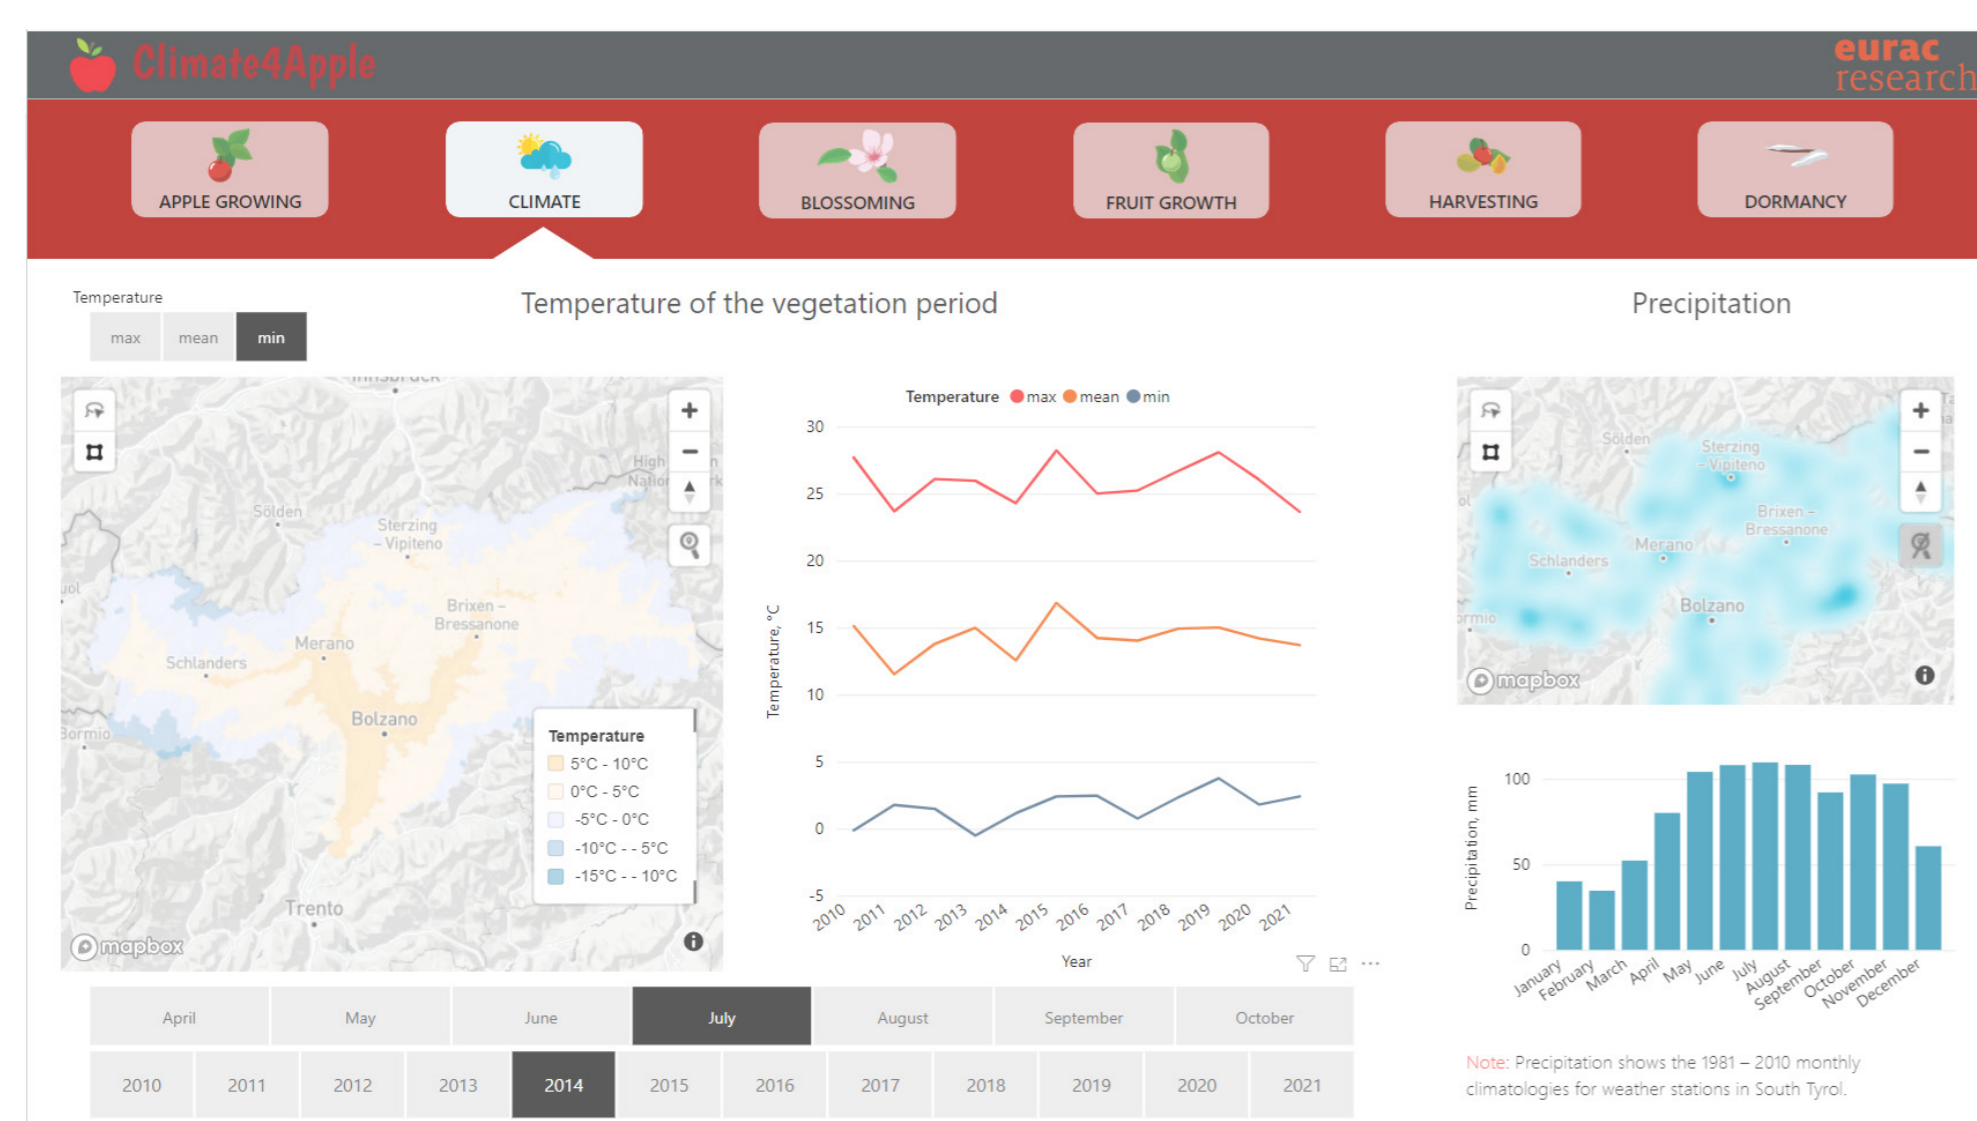 Climate4Apple
eurac
research
APPLE GROWING
CLIMATE
BLOSSOMING
FRUIT GROWTH
HARVESTING
DORMANCY
Temperature
max mean min
Temperature of the vegetation period
Sölden
Sterzing
– Vipiteno
Brixen –
Bressanone
Merano
Schlanders
Bolzano
Bormio
Trento
Temperature
5°C - 10°C
0°C - 5°C
-5°C - 0°C
-10°C - - 5°C
-15°C - - 10°C
mapbox
Temperature max mean min
30
25
20
15
10
5
0
-5
Temperature, °C
2010 2011 2012 2013 2014 2015 2016 2017 2018 2019 2020 2021
Year
April May June July August September October
2010 2011 2012 2013 2014 2015 2016 2017 2018 2019 2020 2021
Precipitation
Sölden
Sterzing
– Vipiteno
Brixen –
Bressanone
Merano
Schlanders
Bolzano
ormio
mapbox
100
50
0
Precipitation, mm
January February March April May June July August September October November December
Note: Precipitation shows the 1981 – 2010 monthly
climatologies for weather stations in South Tyrol.